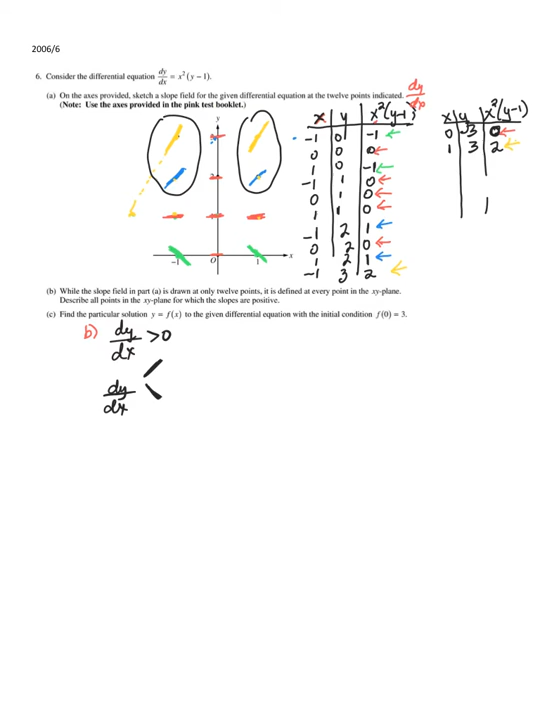 2006/6
6. Consider the differential equation dy/dx = x²(y − 1).
(a) On the axes provided, sketch a slope field for the given differential equation at the twelve points indicated.
(Note: Use the axes provided in the pink test booklet.)
dy/dx
x y x²(y-1)
-1 0 -1
0 0 0
1 0 -1
-1 1 0
0 1 0
1 1 0
-1 2 1
0 2 0
1 2 1
-1 3 2
x y x²(y-1)
0 3 0
1 3 2
1
y
3
2
−1 O 1 x
(b) While the slope field in part (a) is drawn at only twelve points, it is defined at every point in the xy-plane.
Describe all points in the xy-plane for which the slopes are positive.
(c) Find the particular solution y = f(x) to the given differential equation with the initial condition f(0) = 3.
b) dy/dx >0
dy/dx